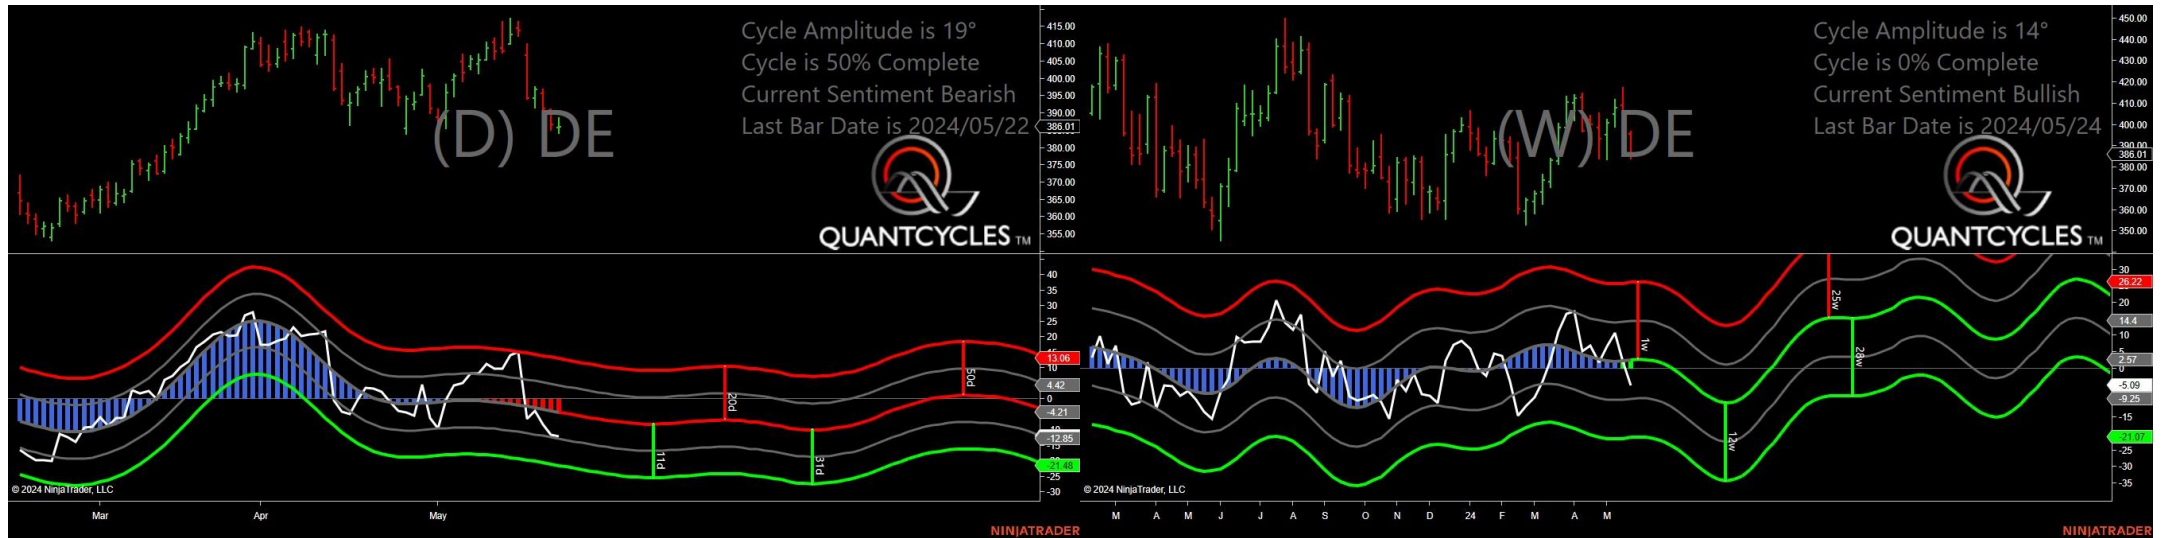 Cycle Amplitude is 19°
Cycle is 50% Complete
Current Sentiment Bearish
Last Bar Date is 2024/05/22
(D) DE
QUANTCYCLES TM
415.00
410.00
405.00
400.00
395.00
390.00
386.01
380.00
375.00
370.00
365.00
360.00
355.00
40
35
30
25
20
15
13.06
4.42
0
-4.21
-12.85
-21.48
-25
-30
11d
20d
31d
50d
© 2024 NinjaTrader, LLC
Mar
Apr
May
NINJATRADER
Cycle Amplitude is 14°
Cycle is 0% Complete
Current Sentiment Bullish
Last Bar Date is 2024/05/24
(W) DE
QUANTCYCLES TM
450.00
440.00
430.00
420.00
410.00
400.00
390.00
386.01
380.00
370.00
360.00
350.00
30
26.22
20
14.4
5
2.57
0
-5.09
-9.25
-15
-21.07
-25
-30
-35
1w
12w
25w
28w
© 2024 NinjaTrader, LLC
M A M J J A S O N D 24 F M A M
NINJATRADER